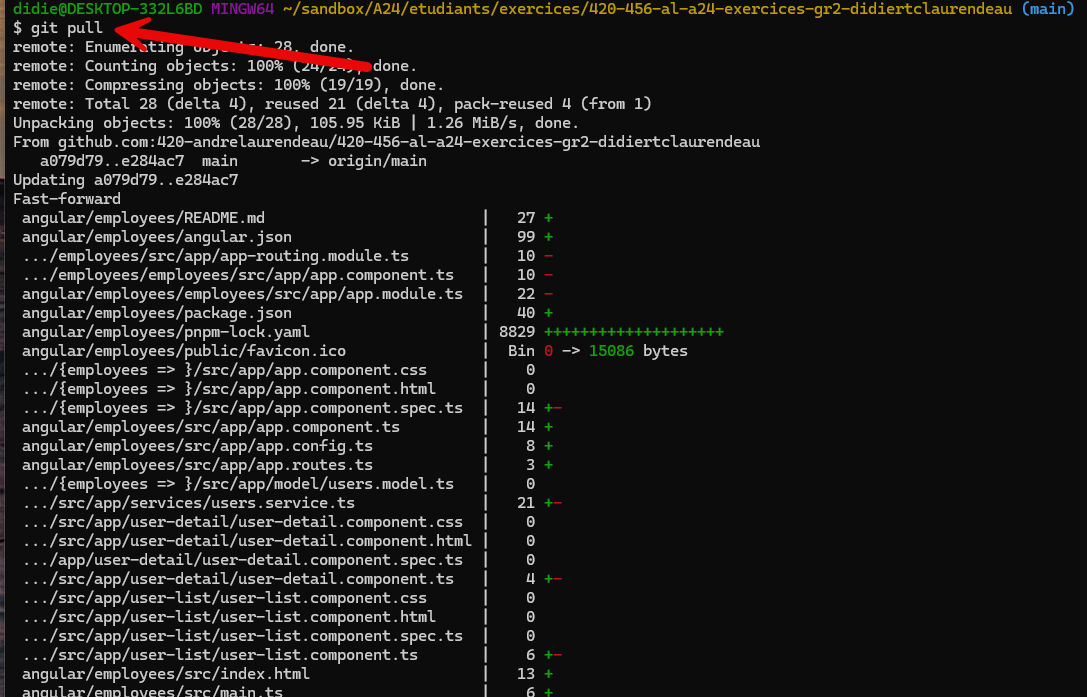 didie@DESKTOP-332L6BD MINGW64 ~/sandbox/A24/etudiants/exercices/420-456-al-a24-exercices-gr2-didiertclaurendeau (main)
$ git pull
remote: Enumerating objects: 28, done.
remote: Counting objects: 100% (24/24), done.
remote: Compressing objects: 100% (19/19), done.
remote: Total 28 (delta 4), reused 21 (delta 4), pack-reused 4 (from 1)
Unpacking objects: 100% (28/28), 105.95 KiB | 1.26 MiB/s, done.
From github.com:420-andrelaurendeau/420-456-al-a24-exercices-gr2-didiertclaurendeau
   a079d79..e284ac7  main       -> origin/main
Updating a079d79..e284ac7
Fast-forward
 angular/employees/README.md                        |   27 +
 angular/employees/angular.json                     |   99 +
 .../employees/src/app/app-routing.module.ts        |   10 -
 .../employees/employees/src/app/app.component.ts   |   10 -
 angular/employees/employees/src/app/app.module.ts  |   22 -
 angular/employees/package.json                     |   40 +
 angular/employees/pnpm-lock.yaml                   | 8829 ++++++++++++++++++++
 angular/employees/public/favicon.ico               |  Bin 0 -> 15086 bytes
 .../{employees => }/src/app/app.component.css      |    0
 .../{employees => }/src/app/app.component.html     |    0
 .../{employees => }/src/app/app.component.spec.ts  |   14 +-
 angular/employees/src/app/app.component.ts         |   14 +
 angular/employees/src/app/app.config.ts            |    8 +
 angular/employees/src/app/app.routes.ts            |    3 +
 .../{employees => }/src/app/model/users.model.ts   |    0
 .../src/app/services/users.service.ts              |   21 +-
 .../src/app/user-detail/user-detail.component.css  |    0
 .../src/app/user-detail/user-detail.component.html |    0
 .../app/user-detail/user-detail.component.spec.ts  |    0
 .../src/app/user-detail/user-detail.component.ts   |    4 +-
 .../src/app/user-list/user-list.component.css      |    0
 .../src/app/user-list/user-list.component.html     |    0
 .../src/app/user-list/user-list.component.spec.ts  |    0
 .../src/app/user-list/user-list.component.ts       |    6 +-
 angular/employees/src/index.html                   |   13 +
 angular/employees/src/main.ts                      |    6 +